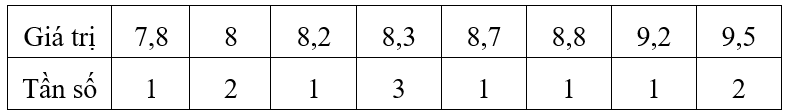 Giá trị 7,8 8 8,2 8,3 8,7 8,8 9,2 9,5
Tần số 1 2 1 3 1 1 1 2